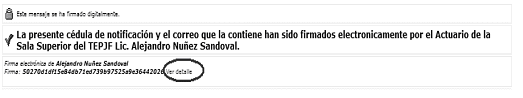 Este mensaje se ha firmado digitalmente.
La presente cédula de notificación y el correo que la contiene han sido firmados electronicamente por el Actuario de la
Sala Superior del TEPJF Lic. Alejandro Nuñez Sandoval.
Firma electrónica de Alejandro Nuñez Sandoval
Firma: 50270d1df15e84db71ed739b97525a9e36442026 Ver detalle